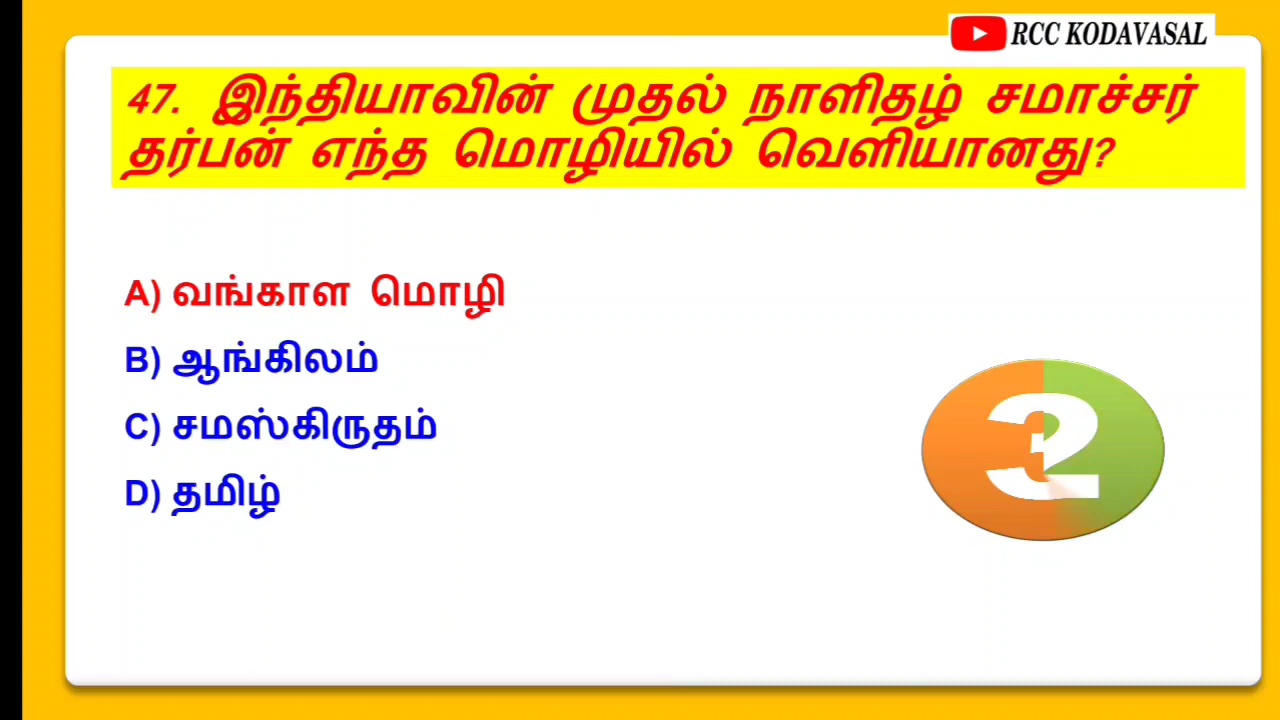 RCC KODAVASAL
47. இந்தியாவின் முதல் நாளிதழ் சமாச்சர்
தர்பன் எந்த மொழியில் வெளியானது?
A) வங்காள மொழி
B) ஆங்கிலம்
C) சமஸ்கிருதம்
D) தமிழ்